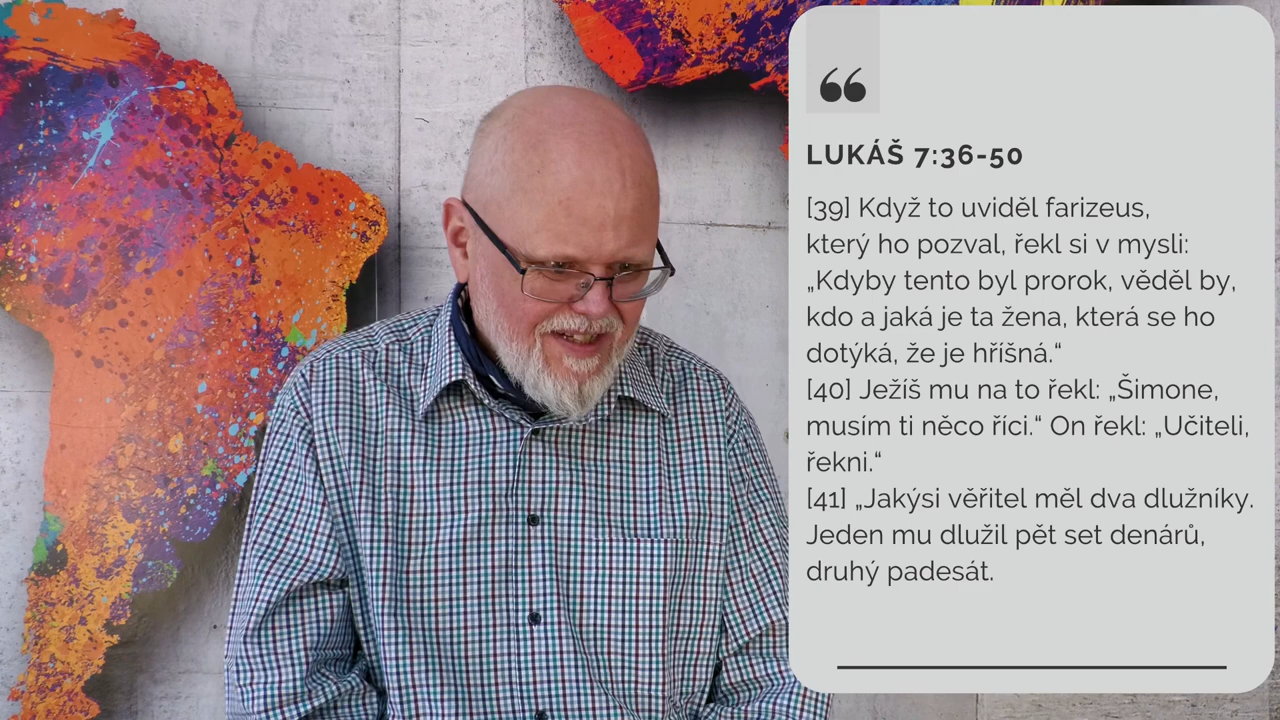 ❝
LUKÁŠ 7:36-50
[39] Když to uviděl farizeus,
který ho pozval, řekl si v mysli:
„Kdyby tento byl prorok, věděl by,
kdo a jaká je ta žena, která se ho
dotýká, že je hříšná.“
[40] Ježíš mu na to řekl: „Šimone,
musím ti něco říci.“ On řekl: „Učiteli,
řekni.“
[41] „Jakýsi věřitel měl dva dlužníky.
Jeden mu dlužil pět set denárů,
druhý padesát.